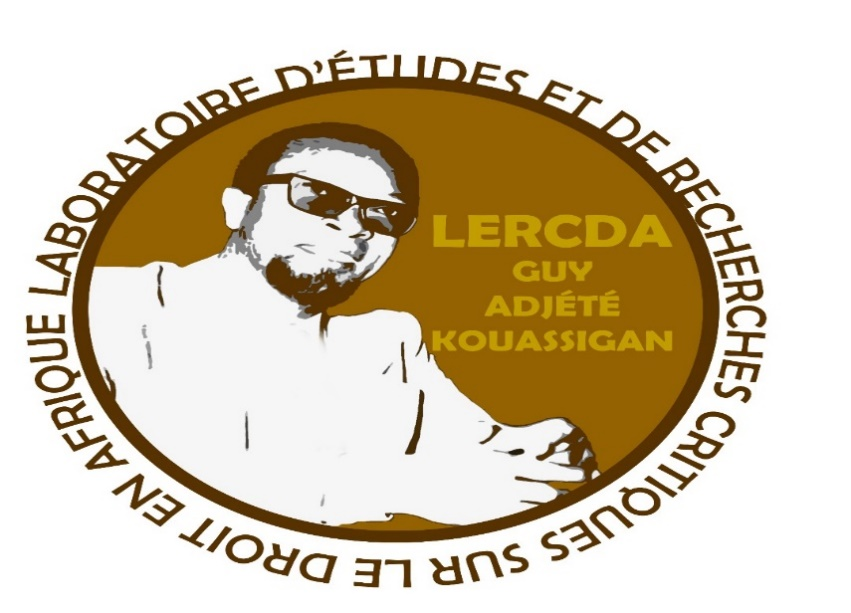 LABORATOIRE D'ÉTUDES ET DE RECHERCHES CRITIQUES SUR LE DROIT EN AFRIQUE
LERCDA
GUY
ADJÉTÉ
KOUASSIGAN